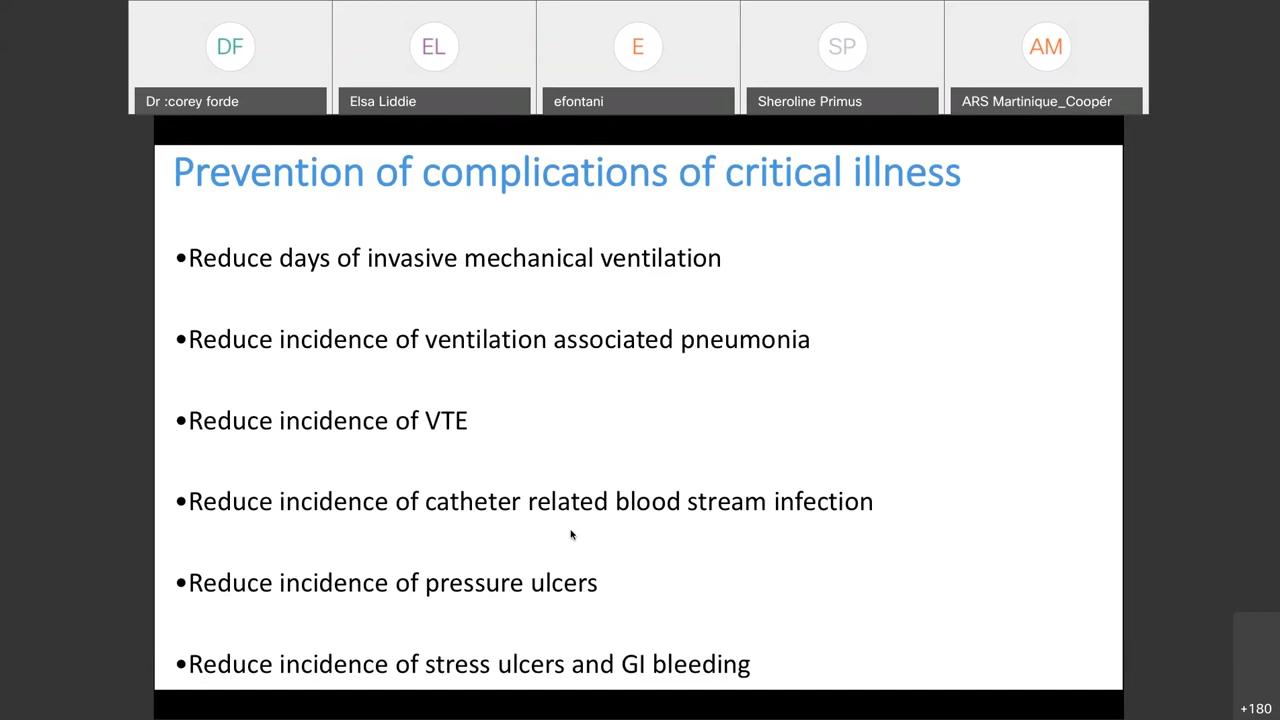 DF
EL
E
SP
AM
Dr :corey forde
Elsa Liddie
efontani
Sheroline Primus
ARS Martinique_Coopér
Prevention of complications of critical illness
•Reduce days of invasive mechanical ventilation
•Reduce incidence of ventilation associated pneumonia
•Reduce incidence of VTE
•Reduce incidence of catheter related blood stream infection
•Reduce incidence of pressure ulcers
•Reduce incidence of stress ulcers and GI bleeding
+180